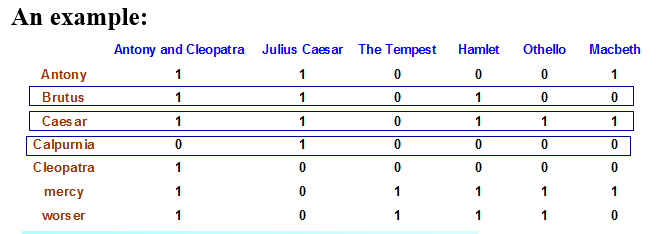 An example:
Antony and Cleopatra Julius Caesar The Tempest Hamlet Othello Macbeth
Antony 1 1 0 0 0 1
Brutus 1 1 0 1 0 0
Caesar 1 1 0 1 1 1
Calpurnia 0 1 0 0 0 0
Cleopatra 1 0 0 0 0 0
mercy 1 0 1 1 1 1
worser 1 0 1 1 1 0